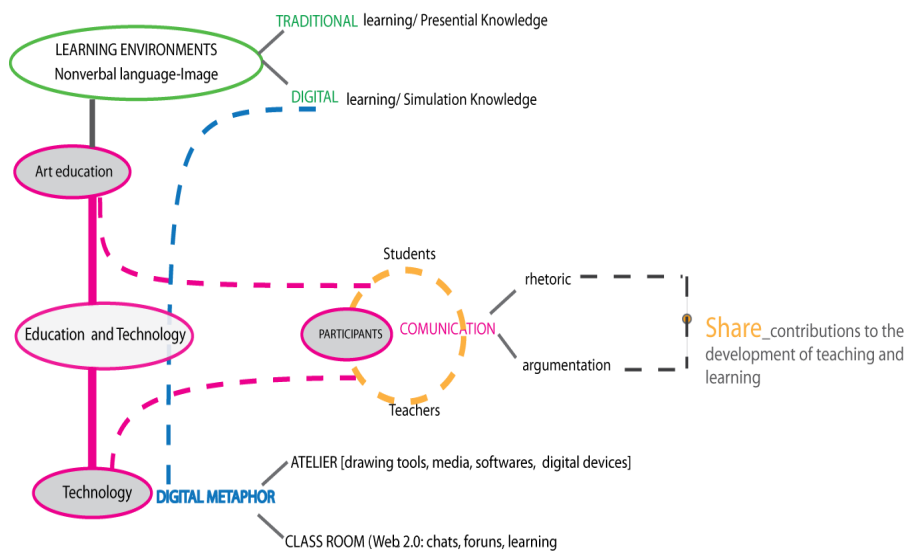 TRADITIONAL learning/ Presential Knowledge
LEARNING ENVIRONMENTS
Nonverbal language-Image
DIGITAL learning/ Simulation Knowledge
Art education
Students
rhetoric
Education and Technology
PARTICIPANTS
COMUNICATION
Share_contributions to the
development of teaching and
learning
argumentation
Teachers
ATELIER [drawing tools, media, softwares, digital devices]
Technology
DIGITAL METAPHOR
CLASS ROOM (Web 2.0: chats, foruns, learning